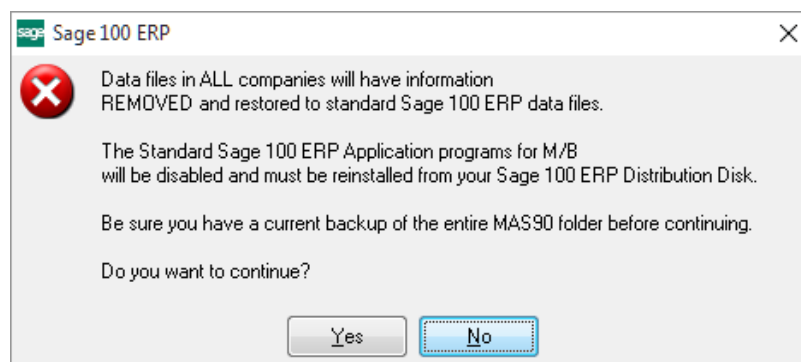 sage Sage 100 ERP
Data files in ALL companies will have information
REMOVED and restored to standard Sage 100 ERP data files.
The Standard Sage 100 ERP Application programs for M/B
will be disabled and must be reinstalled from your Sage 100 ERP Distribution Disk.
Be sure you have a current backup of the entire MAS90 folder before continuing.
Do you want to continue?
Yes No